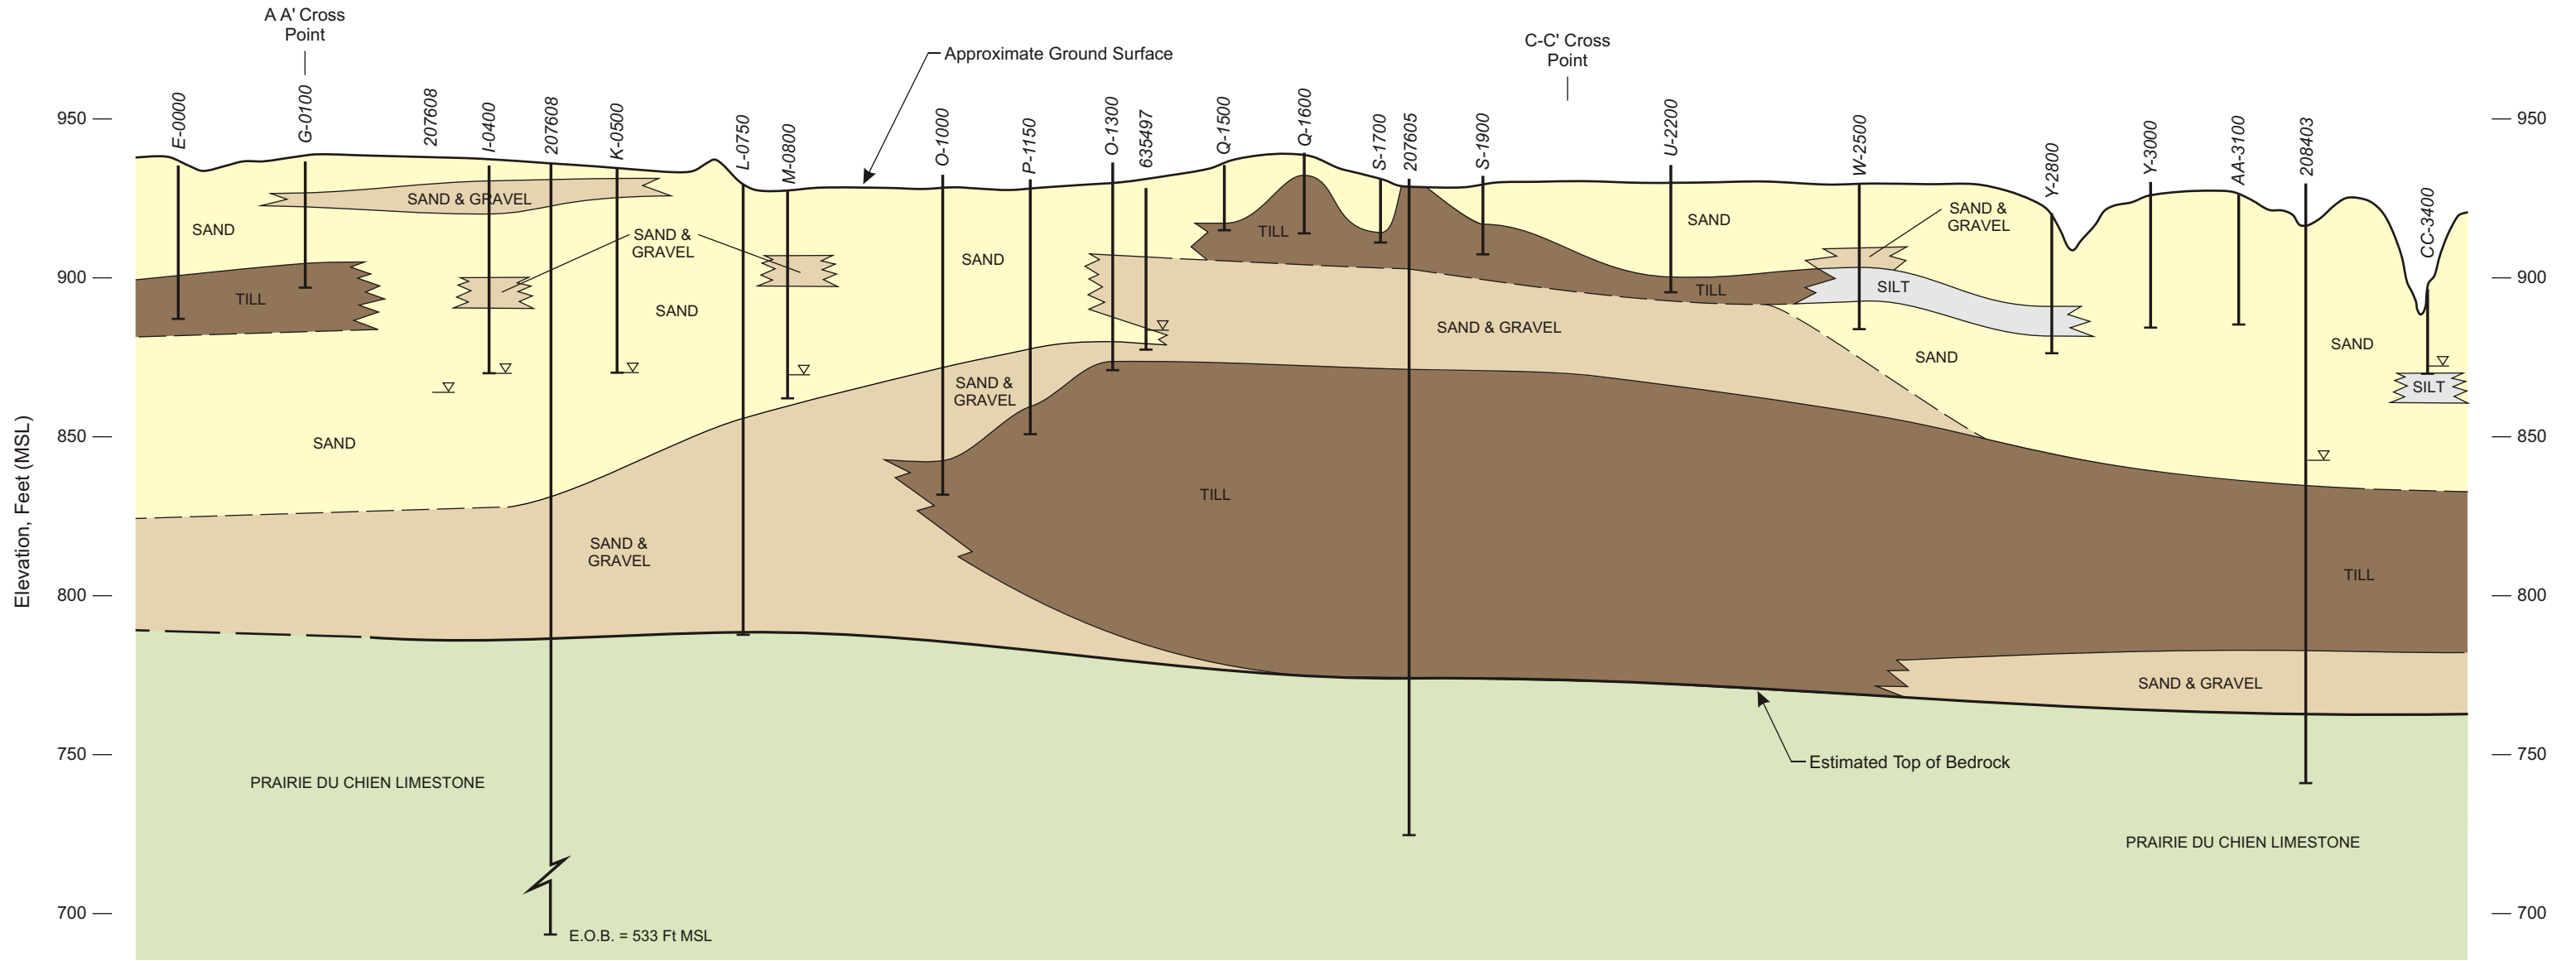 A A' Cross
Point
Approximate Ground Surface
C-C' Cross
Point
950
E-0000
G-0100
207608
I-0400
207608
K-0500
L-0750
M-0800
O-1000
P-1150
O-1300
635497
Q-1500
Q-1600
S-1700
207605
S-1900
U-2200
W-2500
Y-2800
Y-3000
AA-3100
208403
CC-3400
950
SAND & GRAVEL
SAND
SAND &
GRAVEL
SAND
TILL
SAND
SAND &
GRAVEL
900
TILL
SAND
TILL
SILT
900
SAND & GRAVEL
SAND
SAND
SAND &
GRAVEL
SILT
850
SAND
850
Elevation, Feet (MSL)
TILL
SAND &
GRAVEL
TILL
800
800
SAND & GRAVEL
750
Estimated Top of Bedrock
750
PRAIRIE DU CHIEN LIMESTONE
PRAIRIE DU CHIEN LIMESTONE
700
700
E.O.B. = 533 Ft MSL